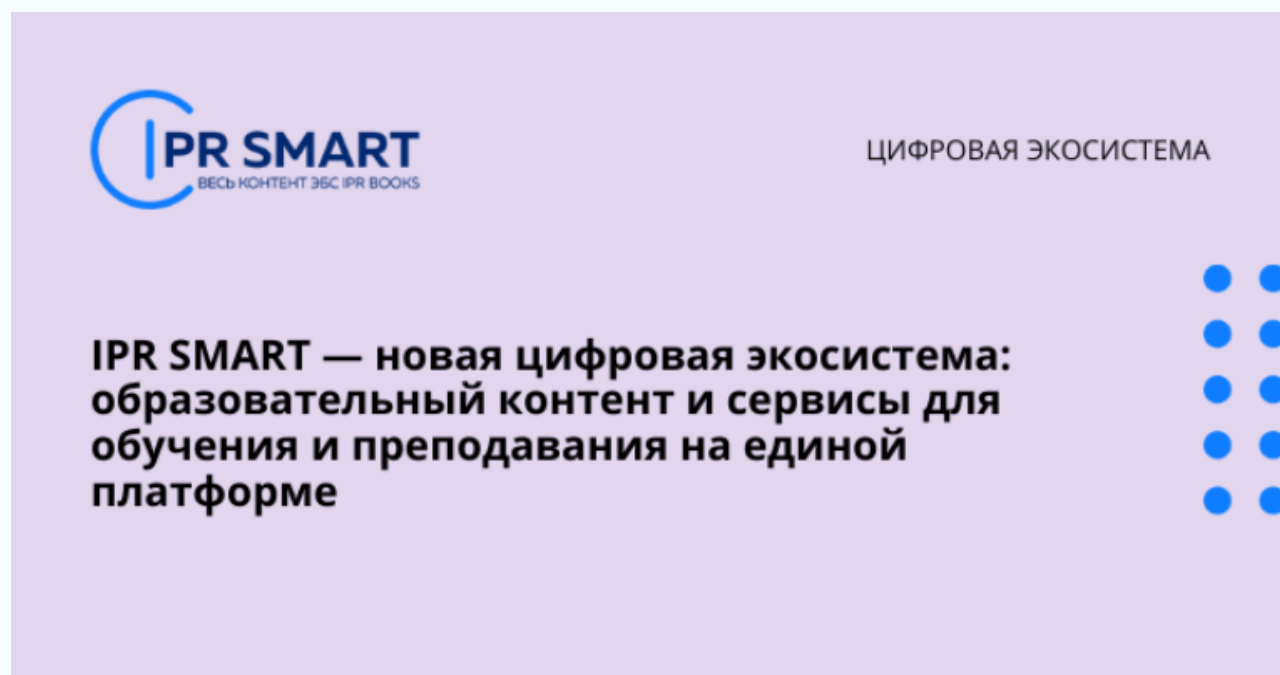 IPR SMART
ВЕСЬ КОНТЕНТ ЭБС IPR BOOKS
ЦИФРОВАЯ ЭКОСИСТЕМА
IPR SMART — новая цифровая экосистема:
образовательный контент и сервисы для
обучения и преподавания на единой
платформе